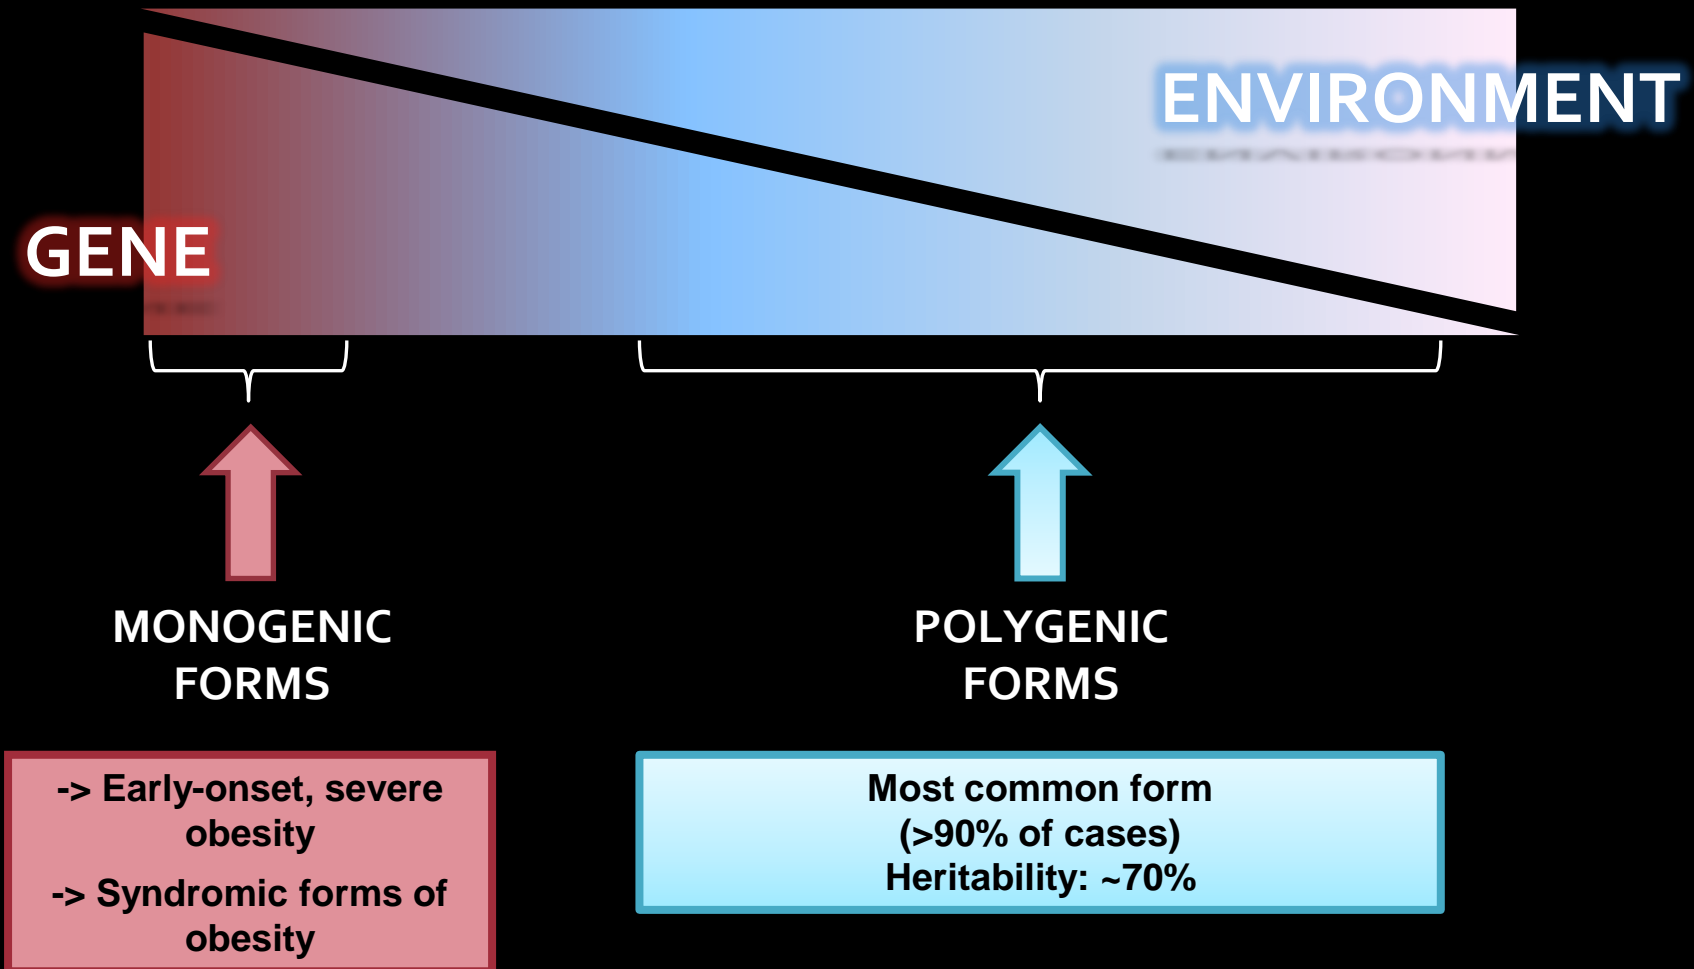 ENVIRONMENT
GENE
MONOGENIC
FORMS
POLYGENIC
FORMS
-> Early-onset, severe
obesity
-> Syndromic forms of
obesity
Most common form
(>90% of cases)
Heritability: ~70%